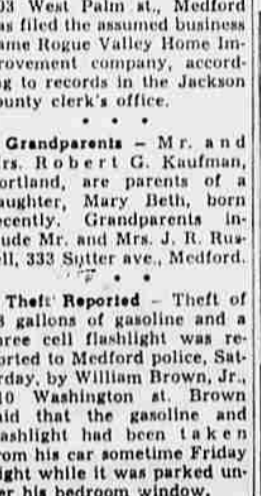 03 West Palm st., Medford
as filed the assumed business
ame Rogue Valley Home Im-
rovement company, accord-
ng to records in the Jackson
ounty clerk's office.
• • •
Grandparents — Mr. and
rs. Robert G. Kaufman,
ortland, are parents of a
aughter, Mary Beth, born
ecently. Grandparents in-
lude Mr. and Mrs. J. R. Rus-
ell, 333 Sutter ave., Medford.
• •
Theft Reported — Theft of
gallons of gasoline and a
hree cell flashlight was re-
orted to Medford police, Sat-
rday, by William Brown, Jr.,
10 Washington st. Brown
aid that the gasoline and
ashlight had been taken
rom his car sometime Friday
ight while it was parked un-
er his bedroom window.